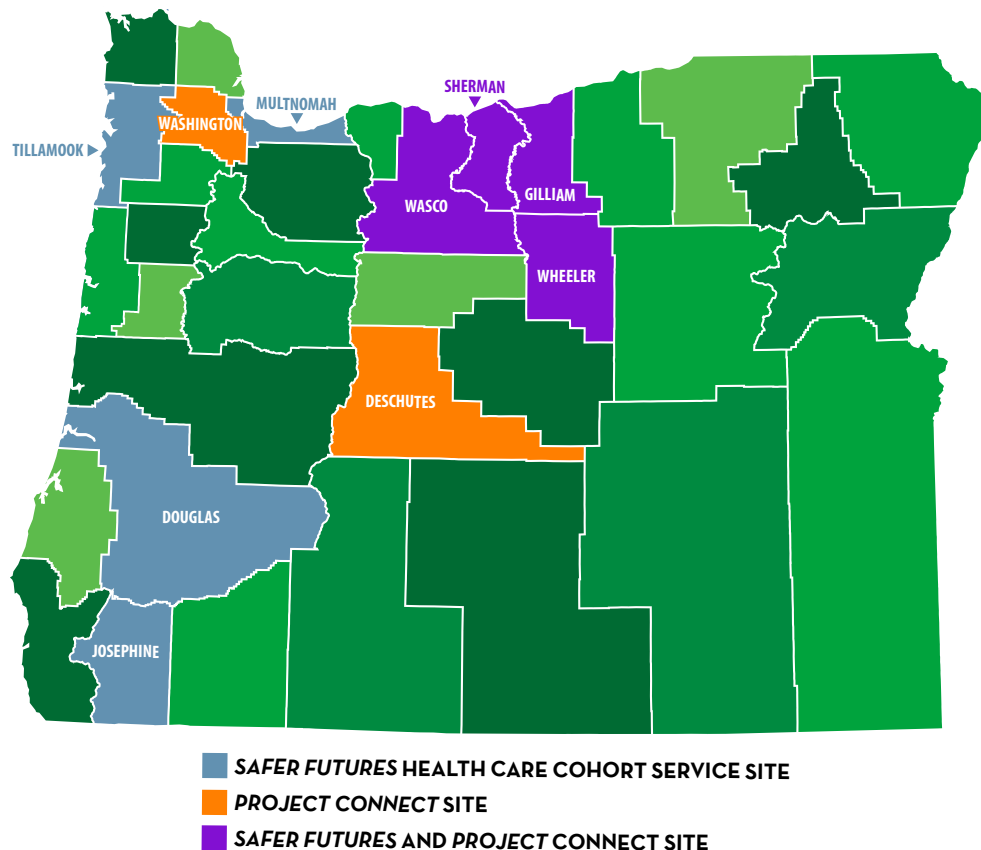 SHERMAN
MULTNOMAH
WASHINGTON
TILLAMOOK
GILLIAM
WASCO
WHEELER
DESCHUTES
DOUGLAS
JOSEPHINE
SAFER FUTURES HEALTH CARE COHORT SERVICE SITE
PROJECT CONNECT SITE
SAFER FUTURES AND PROJECT CONNECT SITE